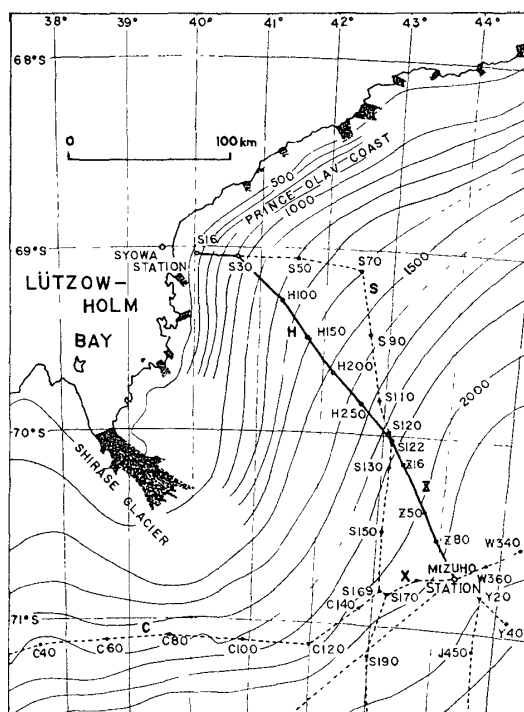 38° 39° 40° 41° 42° 43° 44°
68°S
0 100 km
500
PRINCE OLAV COAST
1000
S16
SYOWA STATION
69°S
S30
S50
S70
1500
LÜTZOW-
HOLM
BAY
S
H100
H
H150
S90
H200
2000
H250
S110
S120
70°S
S122
S130
Z16
SHIRASE GLACIER
Z
Z50
S150
Z80
W340
MIZUHO STATION
X
W360
S169
S170
Y20
C140
71°S
C
C40
C60
C80
C100
C120
Y40
S190
J450